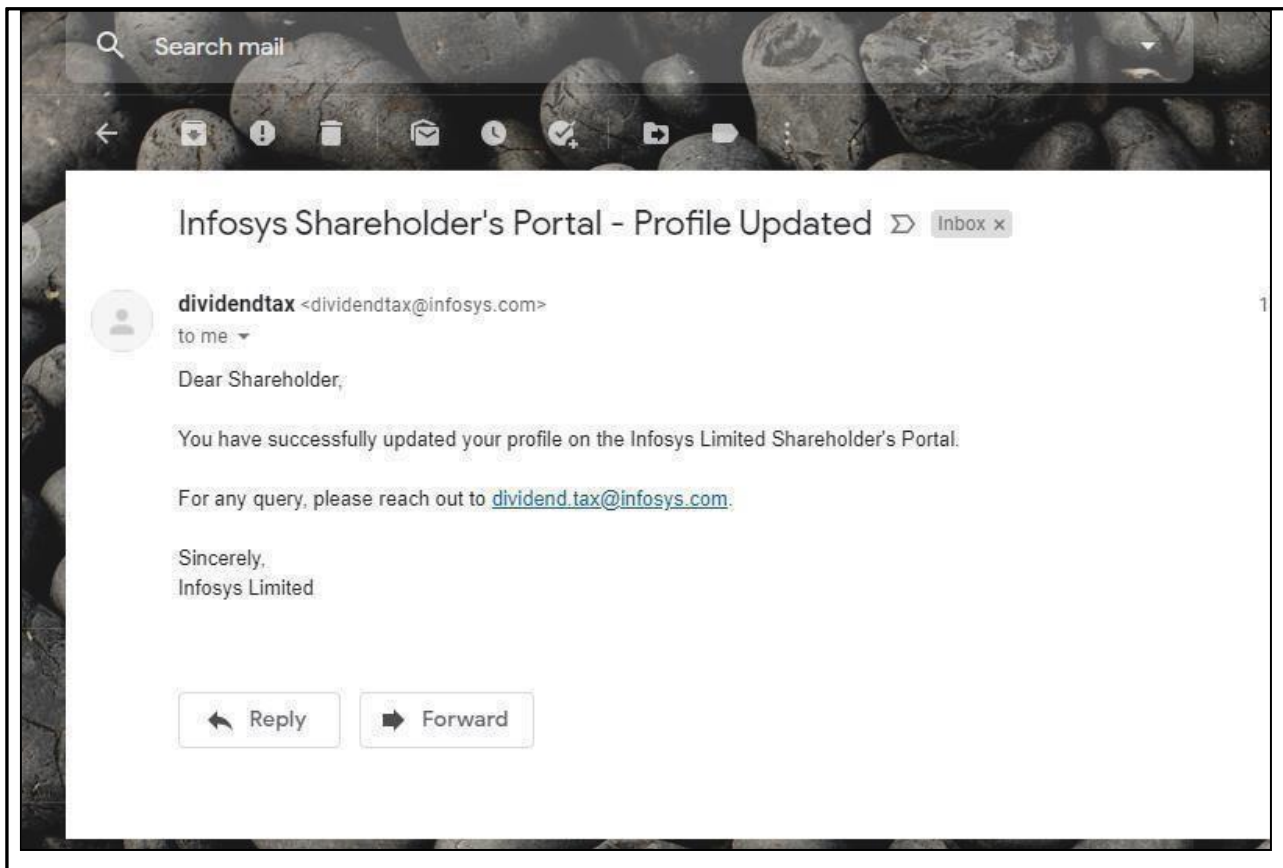 Search mail
Infosys Shareholder's Portal - Profile Updated Inbox x
dividendtax <dividendtax@infosys.com>
1
to me
Dear Shareholder,
You have successfully updated your profile on the Infosys Limited Shareholder's Portal.
For any query, please reach out to dividend.tax@infosys.com.
Sincerely,
Infosys Limited
Reply Forward